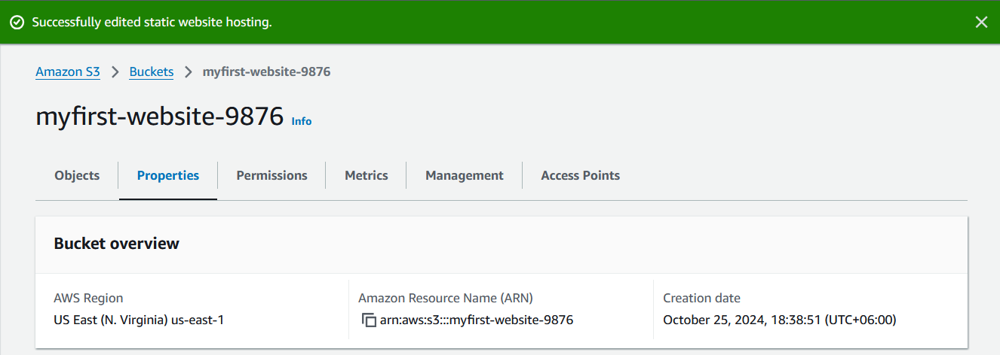 Successfully edited static website hosting.
Amazon S3 > Buckets > myfirst-website-9876
myfirst-website-9876 Info
Objects Properties Permissions Metrics Management Access Points
Bucket overview
AWS Region Amazon Resource Name (ARN) Creation date
US East (N. Virginia) us-east-1 arn:aws:s3:::myfirst-website-9876 October 25, 2024, 18:38:51 (UTC+06:00)